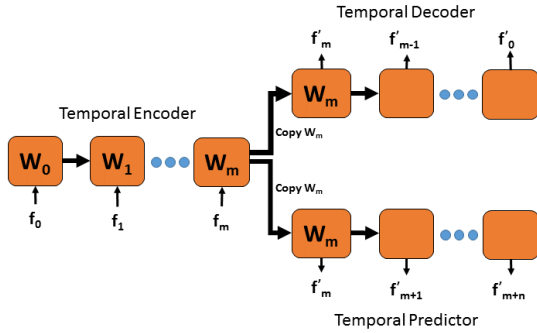 Temporal Decoder
f'm f'm-1 f'0
Wm
Temporal Encoder
Copy Wm
W0 W1 Wm
Copy Wm
f0 f1 fm
Wm
f'm f'm+1 f'm+n
Temporal Predictor